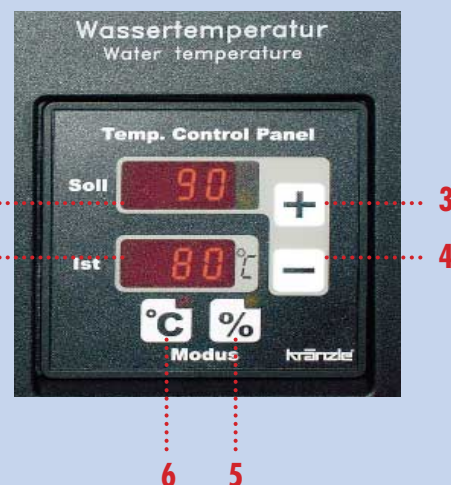 Wassertemperatur
Water temperature
Temp. Control Panel
Soll 90 +
3
Ist 80 °C −
4
°C %
Modus kränzle
6 5